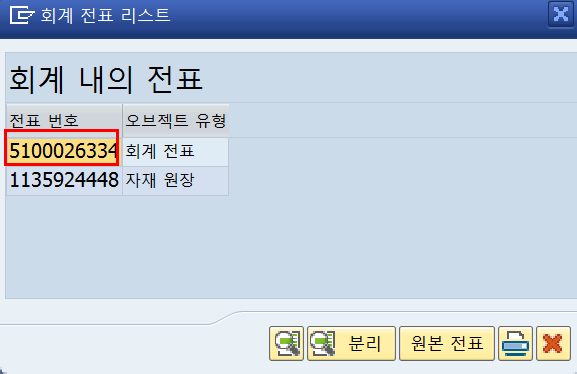 회계 전표 리스트
회계 내의 전표
전표 번호 오브젝트 유형
5100026334 회계 전표
1135924448 자재 원장
분리 원본 전표